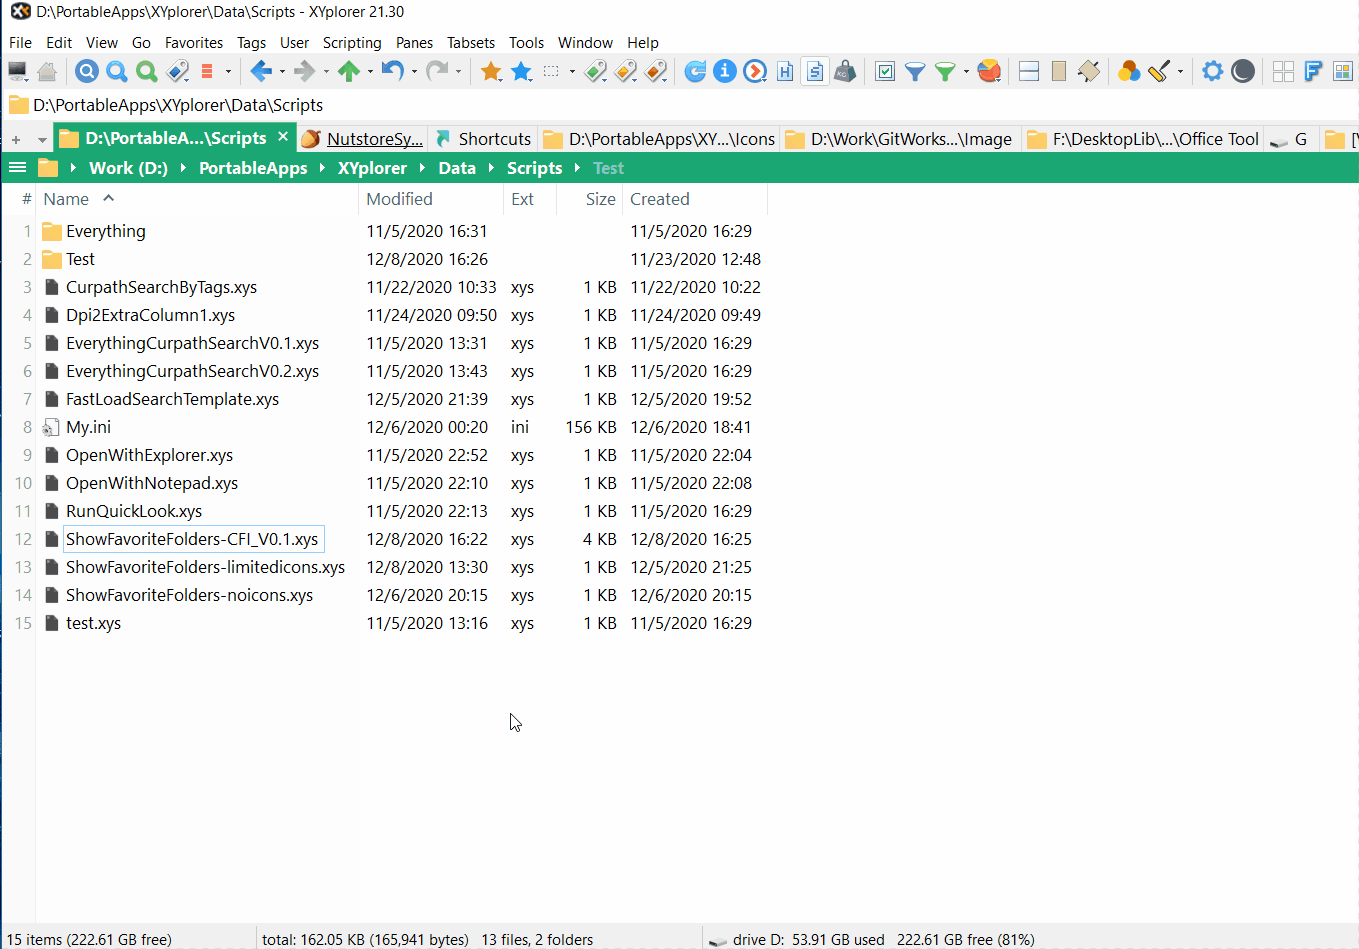 D:\PortableApps\XYplorer\Data\Scripts - XYplorer 21.30
File Edit View Go Favorites Tags User Scripting Panes Tabsets Tools Window Help
D:\PortableApps\XYplorer\Data\Scripts
D:\PortableA...\Scripts NutstoreSy... Shortcuts D:\PortableApps\XY...\Icons D:\Work\GitWorks...\Image F:\DesktopLib\...\Office Tool G
Work (D:) PortableApps XYplorer Data Scripts Test
# Name Modified Ext Size Created
1 Everything 11/5/2020 16:31 11/5/2020 16:29
2 Test 12/8/2020 16:26 11/23/2020 12:48
3 CurpathSearchByTags.xys 11/22/2020 10:33 xys 1 KB 11/22/2020 10:22
4 Dpi2ExtraColumn1.xys 11/24/2020 09:50 xys 1 KB 11/24/2020 09:49
5 EverythingCurpathSearchV0.1.xys 11/5/2020 13:31 xys 1 KB 11/5/2020 16:29
6 EverythingCurpathSearchV0.2.xys 11/5/2020 13:43 xys 1 KB 11/5/2020 16:29
7 FastLoadSearchTemplate.xys 12/5/2020 21:39 xys 1 KB 12/5/2020 19:52
8 My.ini 12/6/2020 00:20 ini 156 KB 12/6/2020 18:41
9 OpenWithExplorer.xys 11/5/2020 22:52 xys 1 KB 11/5/2020 22:04
10 OpenWithNotepad.xys 11/5/2020 22:10 xys 1 KB 11/5/2020 22:08
11 RunQuickLook.xys 11/5/2020 22:13 xys 1 KB 11/5/2020 16:29
12 ShowFavoriteFolders-CFI_V0.1.xys 12/8/2020 16:22 xys 4 KB 12/8/2020 16:25
13 ShowFavoriteFolders-limitedicons.xys 12/8/2020 13:30 xys 1 KB 12/5/2020 21:25
14 ShowFavoriteFolders-noicons.xys 12/6/2020 20:15 xys 1 KB 12/6/2020 20:15
15 test.xys 11/5/2020 13:16 xys 1 KB 11/5/2020 16:29
15 items (222.61 GB free) total: 162.05 KB (165,941 bytes) 13 files, 2 folders drive D: 53.91 GB used 222.61 GB free (81%)